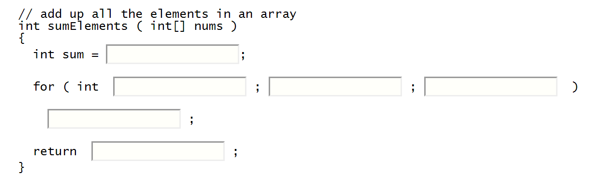 // add up all the elements in an array
int sumElements ( int[] nums )
{
int sum = ;
for ( int ; ; )
;
return ;
}